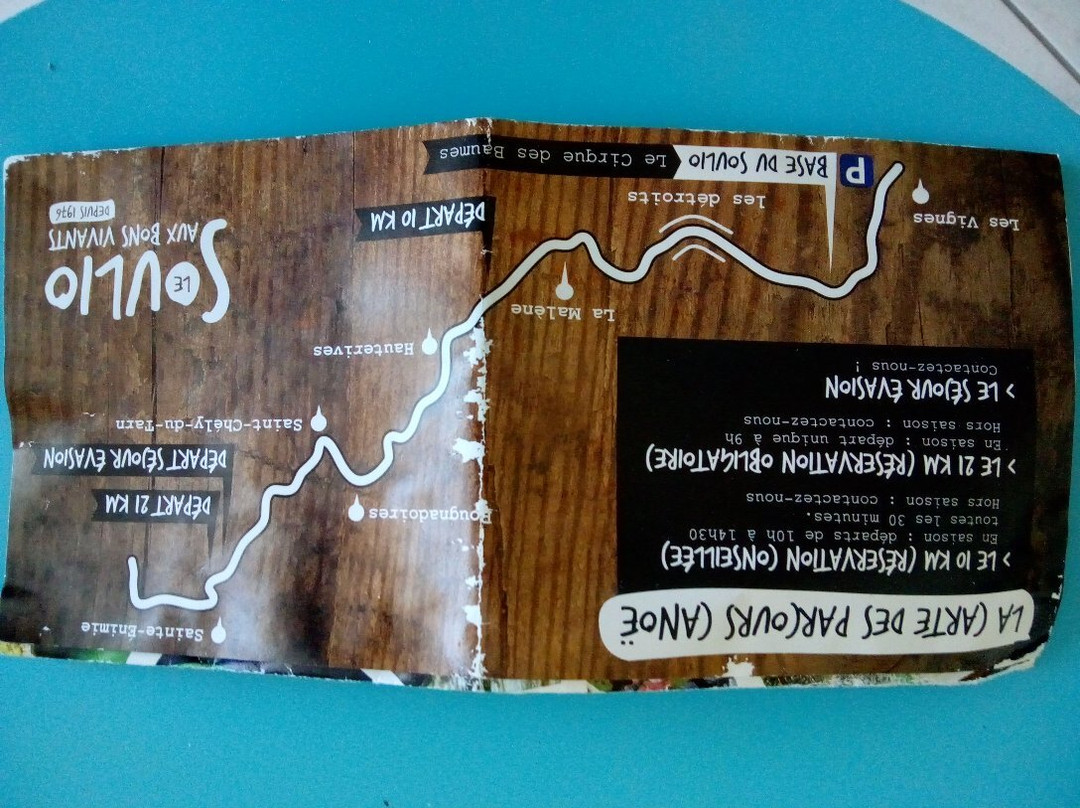 LA CARTE DES PARCOURS CANOË
> LE 10 KM (RÉSERVATION CONSEILLÉE)
En saison : départs de 10h à 14h30
toutes les 30 minutes.
Hors saison : contactez-nous
> LE 21 KM (RÉSERVATION OBLIGATOIRE)
En saison : départ unique à 9h
Hors saison : contactez-nous
> LE SÉJOUR ÉVASION
Contactez-nous !
Sainte-Énimie
DÉPART 21 KM
DÉPART SÉJOUR ÉVASION
Pougnadoires
Saint-Chély-du-Tarn
Hauterives
La Malène
DÉPART 10 KM
Les détroits
Les Vignes
P
BASE DU SOULIO
Le Cirque des Baumes
LE
SOULIO
AUX BONS VIVANTS
DEPUIS 1976